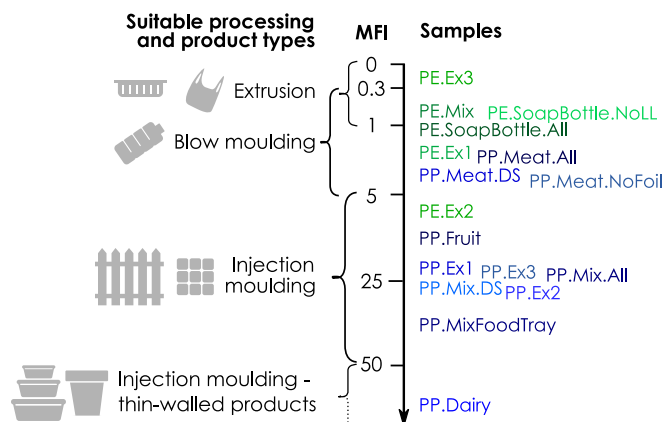 Suitable processing
and product types
MFI
Samples
0
PE.Ex3
Extrusion
0.3
PE.Mix PE.SoapBottle.NoLL
1
PE.SoapBottle.All
Blow moulding
PE.Ex1 PP.Meat.All
PP.Meat.DS PP.Meat.NoFoil
5
PE.Ex2
PP.Fruit
Injection
moulding
PP.Ex1 PP.Ex3 PP.Mix.All
25
PP.Mix.DS PP.Ex2
PP.MixFoodTray
50
Injection moulding -
thin-walled products
PP.Dairy